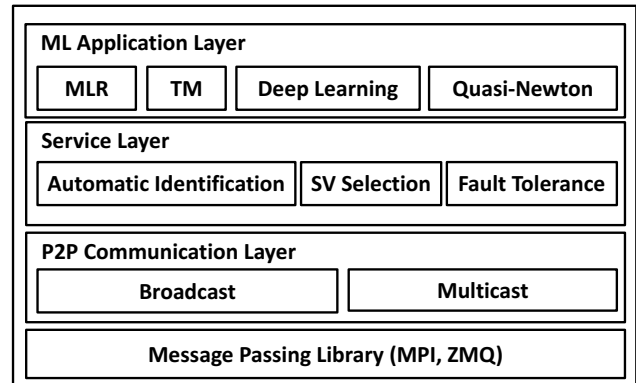 ML Application Layer
MLR TM Deep Learning Quasi-Newton
Service Layer
Automatic Identification SV Selection Fault Tolerance
P2P Communication Layer
Broadcast Multicast
Message Passing Library (MPI, ZMQ)